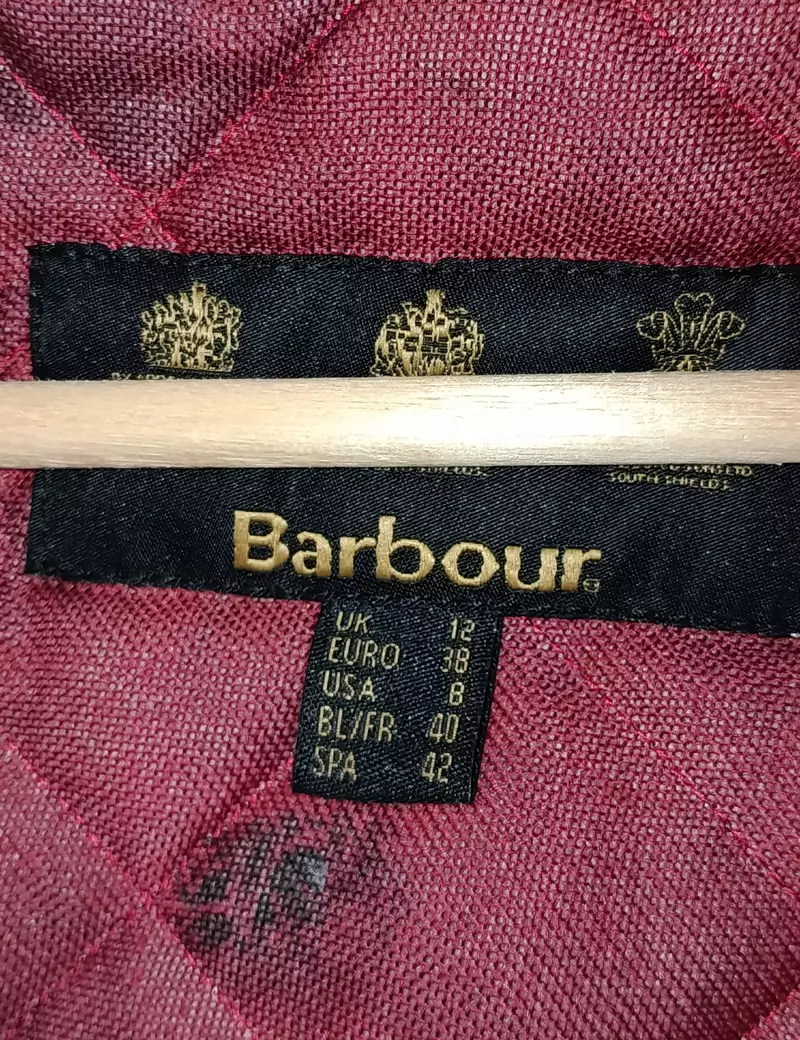 SOUTH SHIELDS
Barbour
UK 12
EURO 38
USA 8
BL/FR 40
SPA 42